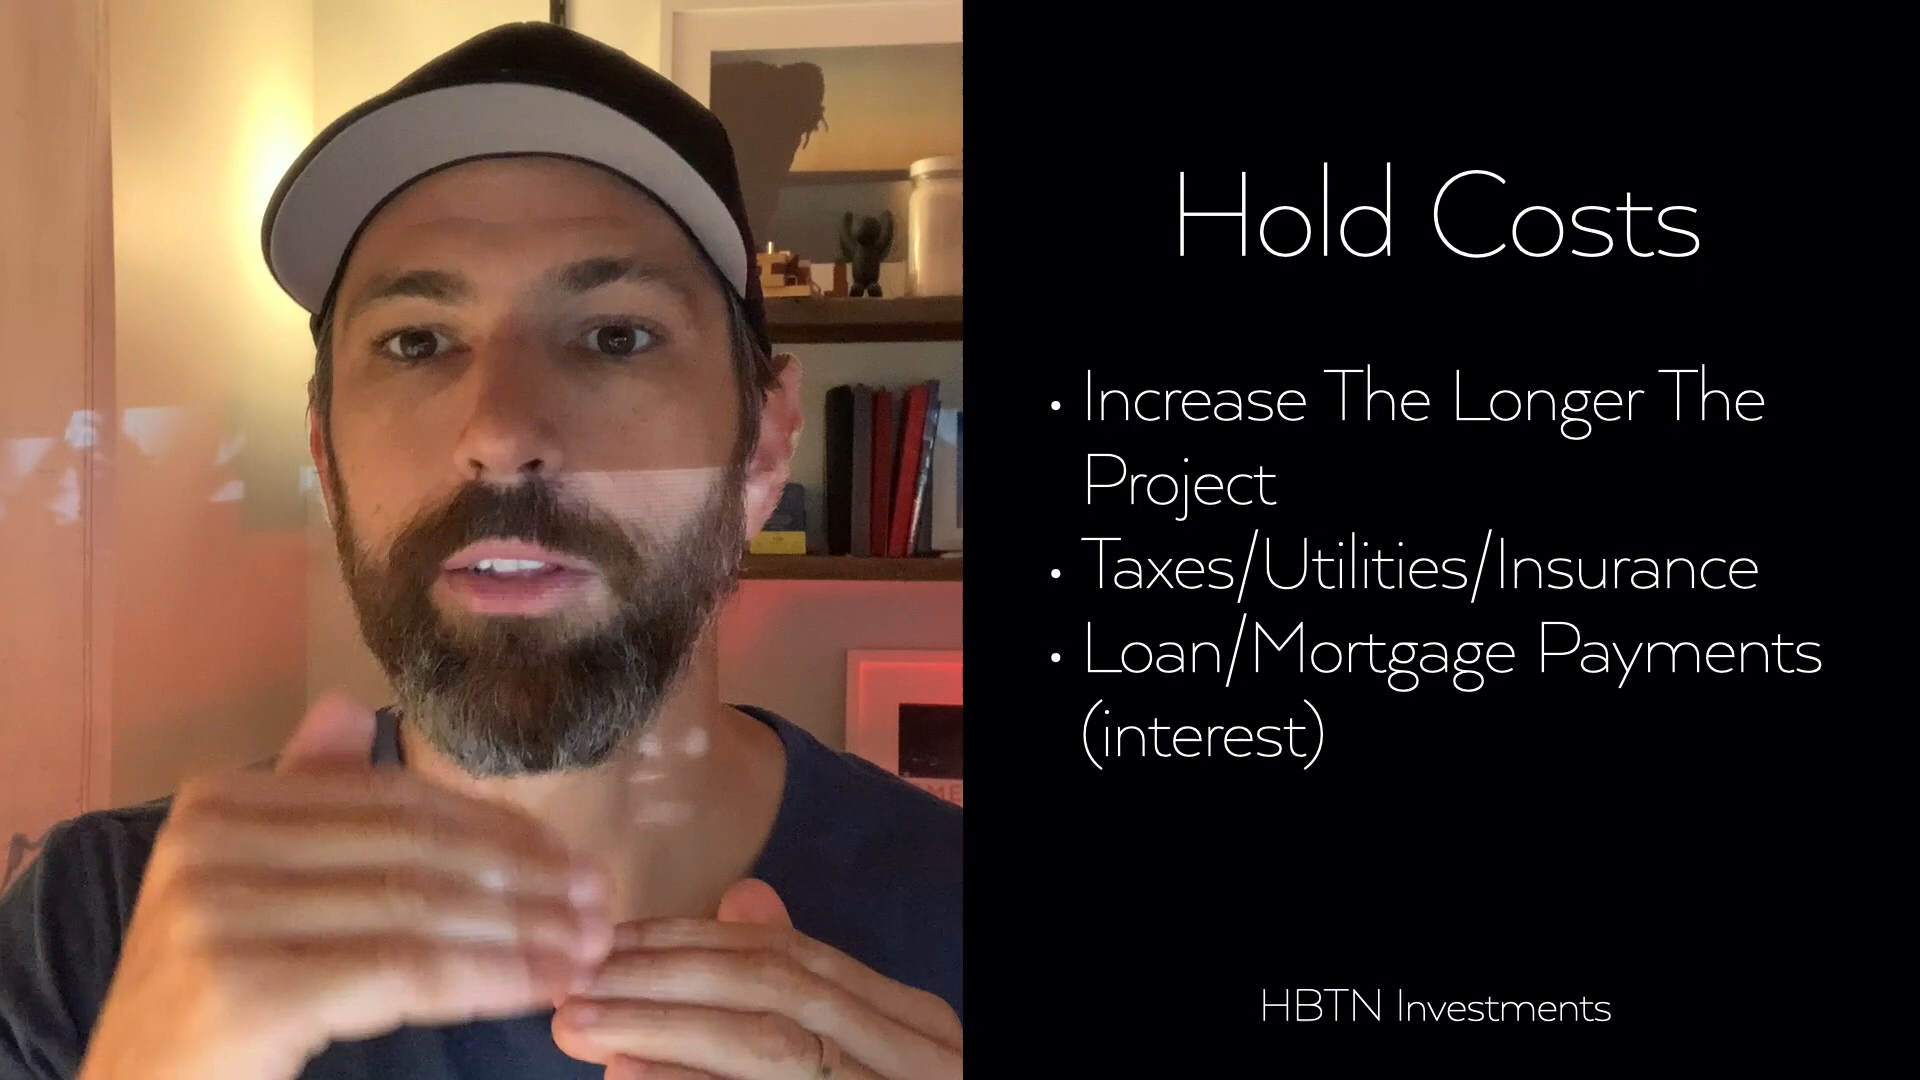 Hold Costs
• Increase The Longer The
Project
• Taxes/Utilities/Insurance
• Loan/Mortgage Payments
(interest)
HBTN Investments